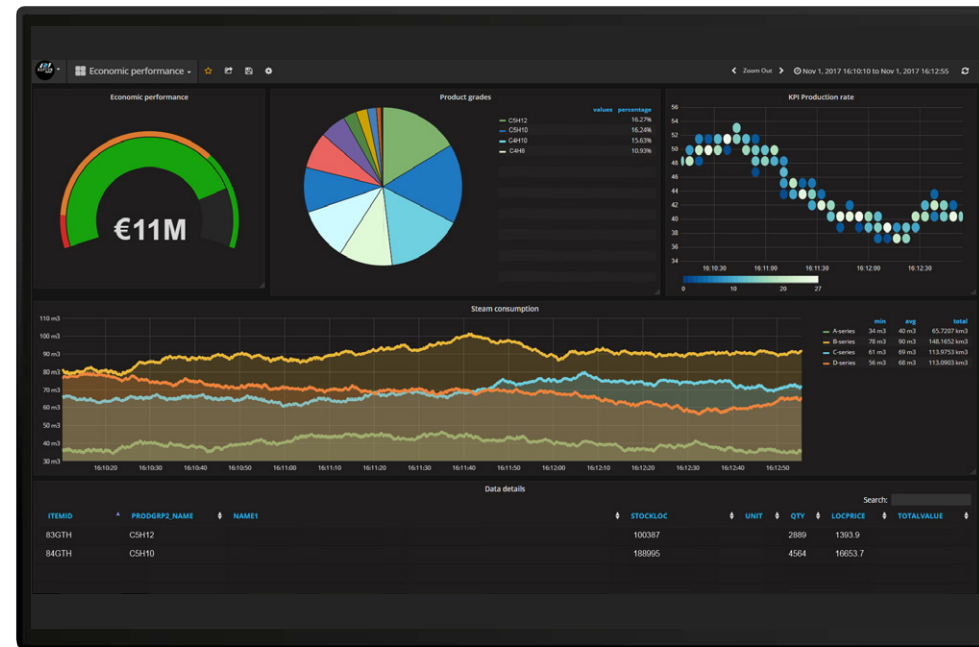 Economic performance
Zoom Out
Nov 1, 2017 16:10:10 to Nov 1, 2017 16:12:55
Economic performance
€11M
Product grades
values percentage
C5H12 16.27%
C5H10 16.24%
C4H10 15.63%
C4H6 10.93%
KPI Production rate
56
54
52
50
48
46
44
42
40
38
36
34
16:10:30 16:11:00 16:11:30 16:12:00 16:12:30
0 10 20 27
Steam consumption
110 m3
100 m3
90 m3
80 m3
70 m3
60 m3
50 m3
40 m3
30 m3
16:10:20 16:10:30 16:10:40 16:10:50 16:11:00 16:11:10 16:11:20 16:11:30 16:11:40 16:11:50 16:12:00 16:12:10 16:12:20 16:12:30 16:12:40 16:12:50
min avg total
A-series 34 m3 40 m3 65.7207 km3
B-series 78 m3 90 m3 148.1652 km3
C-series 61 m3 69 m3 113.9753 km3
D-series 56 m3 68 m3 113.0903 km3
Data details
Search:
ITEMID PRODGRP2_NAME NAME1 STOCKLOC UNIT QTY LOCPRICE TOTALVALUE
83GTH C5H12 100387 2889 1393.9
84GTH C5H10 188995 4564 16653.7